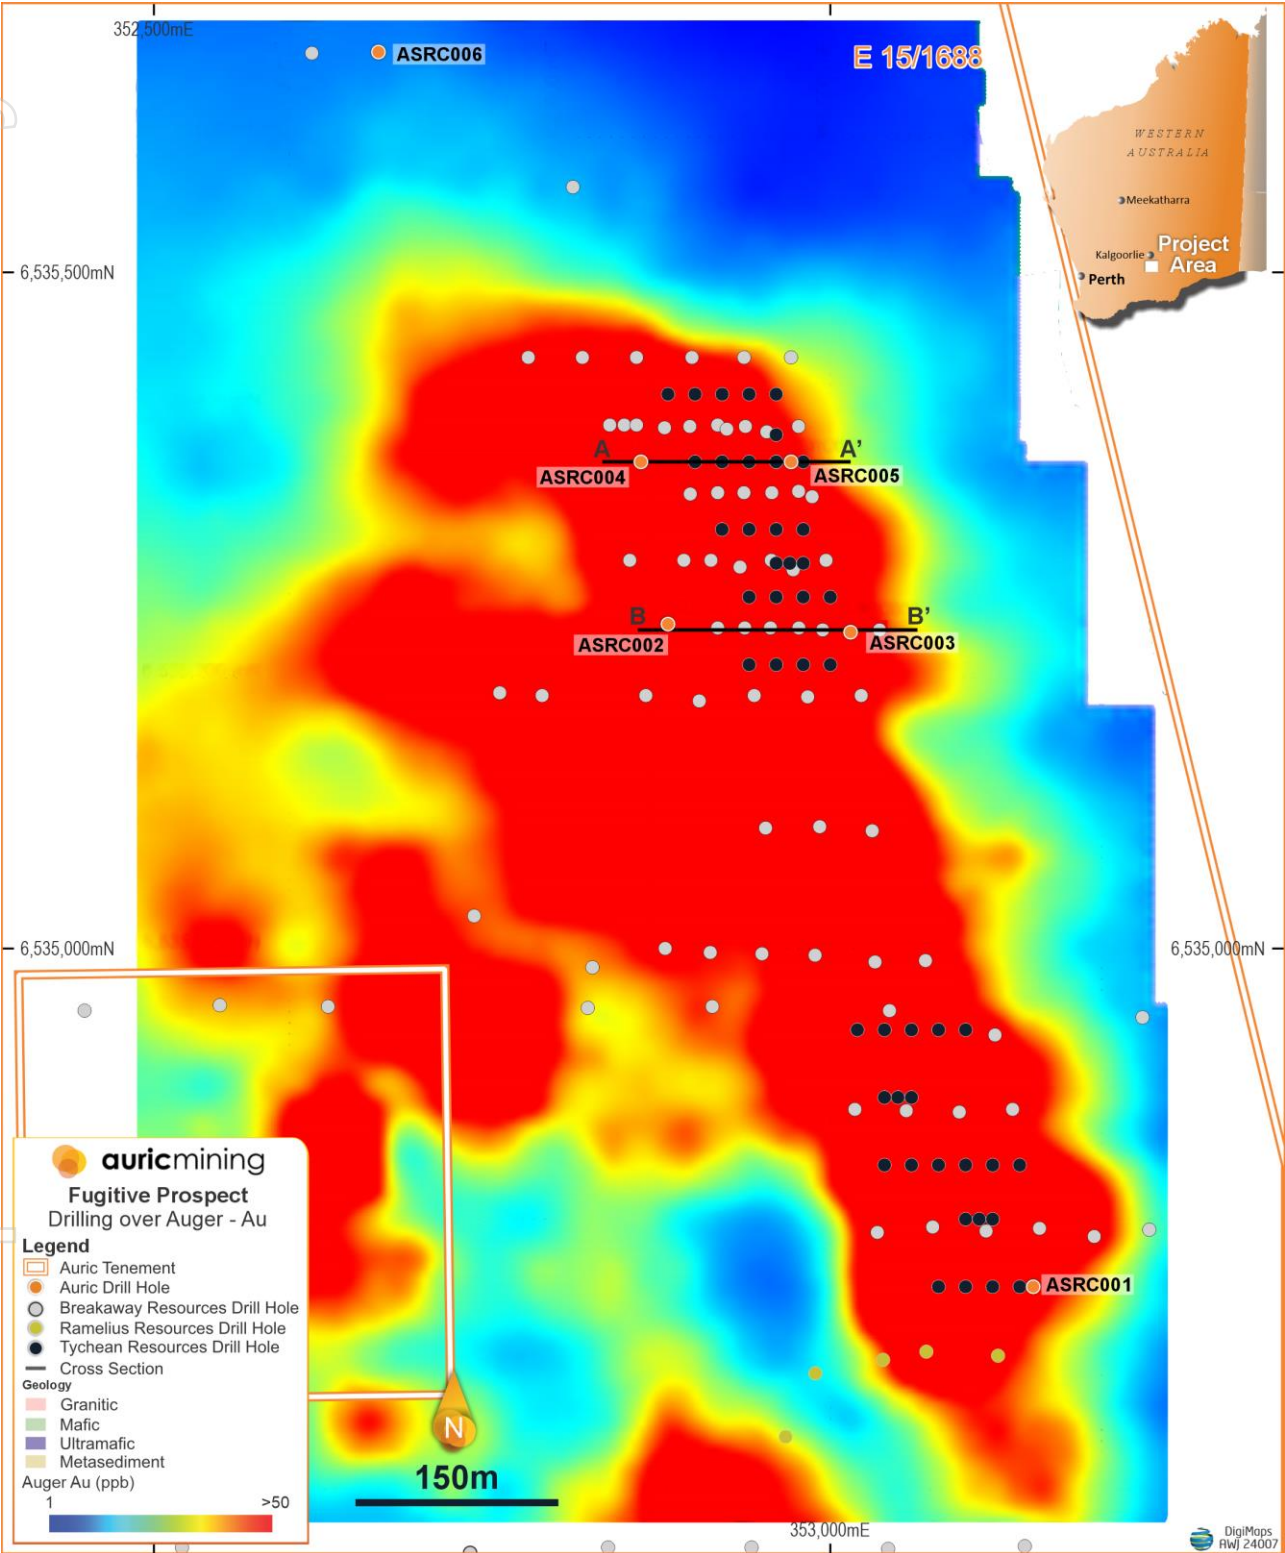 352,500mE
ASRC006
E 15/1688
WESTERN
AUSTRALIA
Meekatharra
Kalgoorlie
Project
Area
Perth
6,535,500mN
A
A'
ASRC004
ASRC005
B
B'
ASRC002
ASRC003
6,535,000mN
6,535,000mN
auricmining
Fugitive Prospect
Drilling over Auger - Au
Legend
Auric Tenement
Auric Drill Hole
Breakaway Resources Drill Hole
Ramelius Resources Drill Hole
Tychean Resources Drill Hole
Cross Section
Geology
Granitic
Mafic
Ultramafic
Metasediment
Auger Au (ppb)
1
>50
ASRC001
N
150m
353,000mE
DigiMaps
AWJ 24007